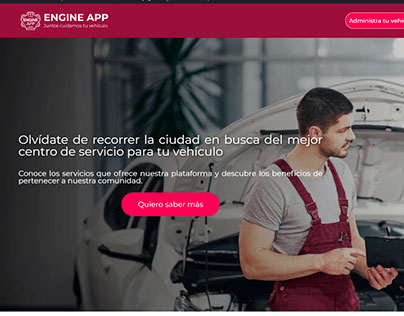 ENGINE APP
Juntos cuidamos tu vehículo
ENGINE
APP
Administra tu vehí
Olvídate de recorrer la ciudad en busca del mejor
centro de servicio para tu vehículo
Conoce los servicios que ofrece nuestra plataforma y descubre los beneficios de
pertenecer a nuestra comunidad.
Quiero saber más